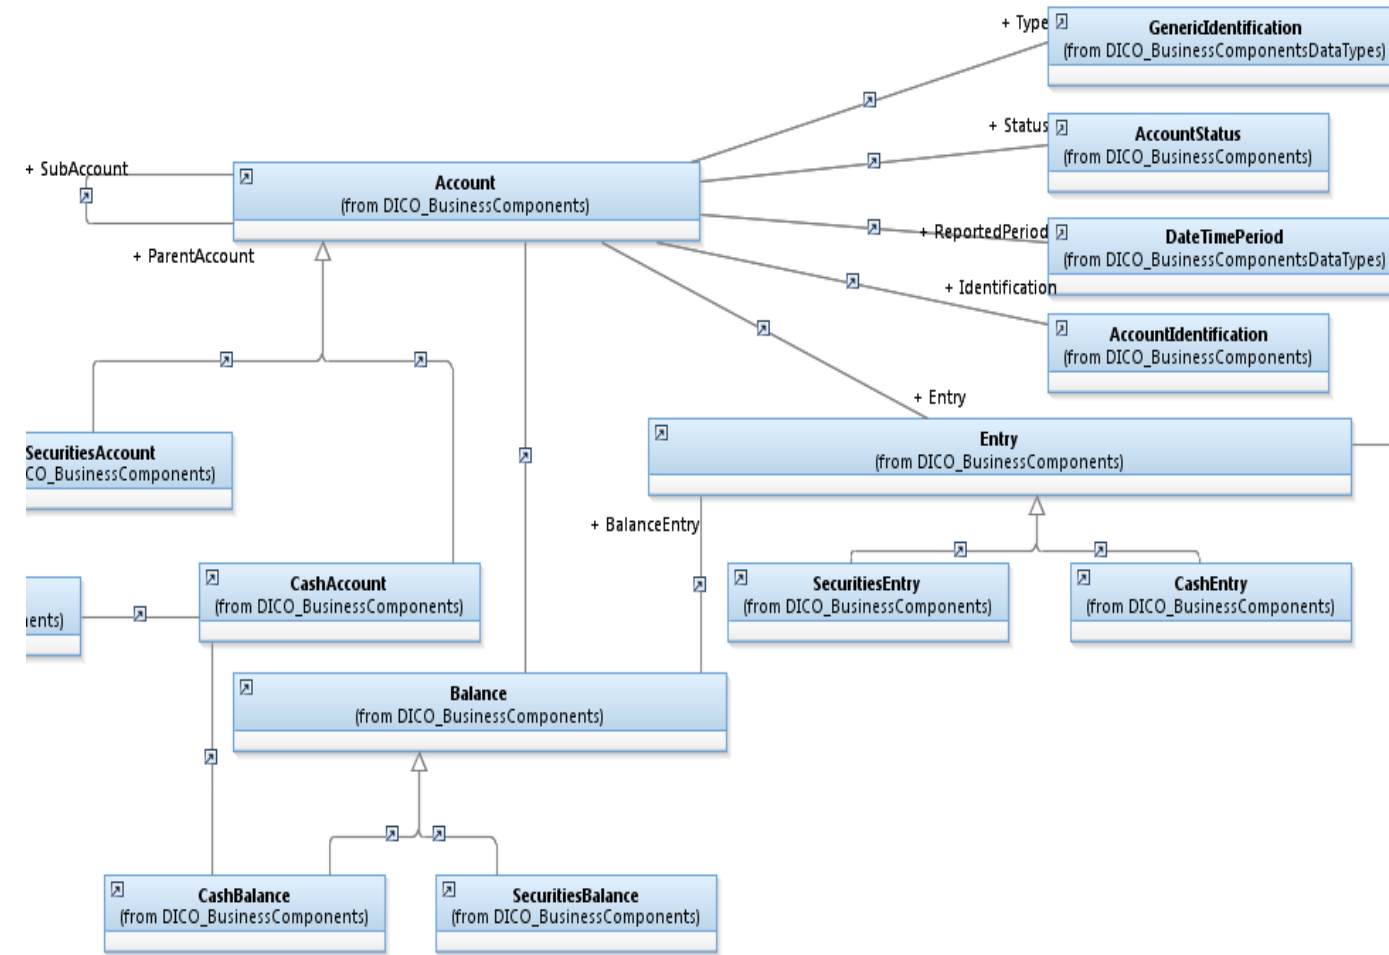 + Type
GenericIdentification
(from DICO_BusinessComponentsDataTypes)
+ Status
AccountStatus
(from DICO_BusinessComponents)
+ SubAccount
Account
(from DICO_BusinessComponents)
+ ParentAccount
+ ReportedPeriod
DateTimePeriod
(from DICO_BusinessComponentsDataTypes)
+ Identification
AccountIdentification
(from DICO_BusinessComponents)
+ Entry
Entry
(from DICO_BusinessComponents)
SecuritiesAccount
CO_BusinessComponents)
+ BalanceEntry
SecuritiesEntry
(from DICO_BusinessComponents)
CashEntry
(from DICO_BusinessComponents)
CashAccount
(from DICO_BusinessComponents)
ents)
Balance
(from DICO_BusinessComponents)
CashBalance
(from DICO_BusinessComponents)
SecuritiesBalance
(from DICO_BusinessComponents)